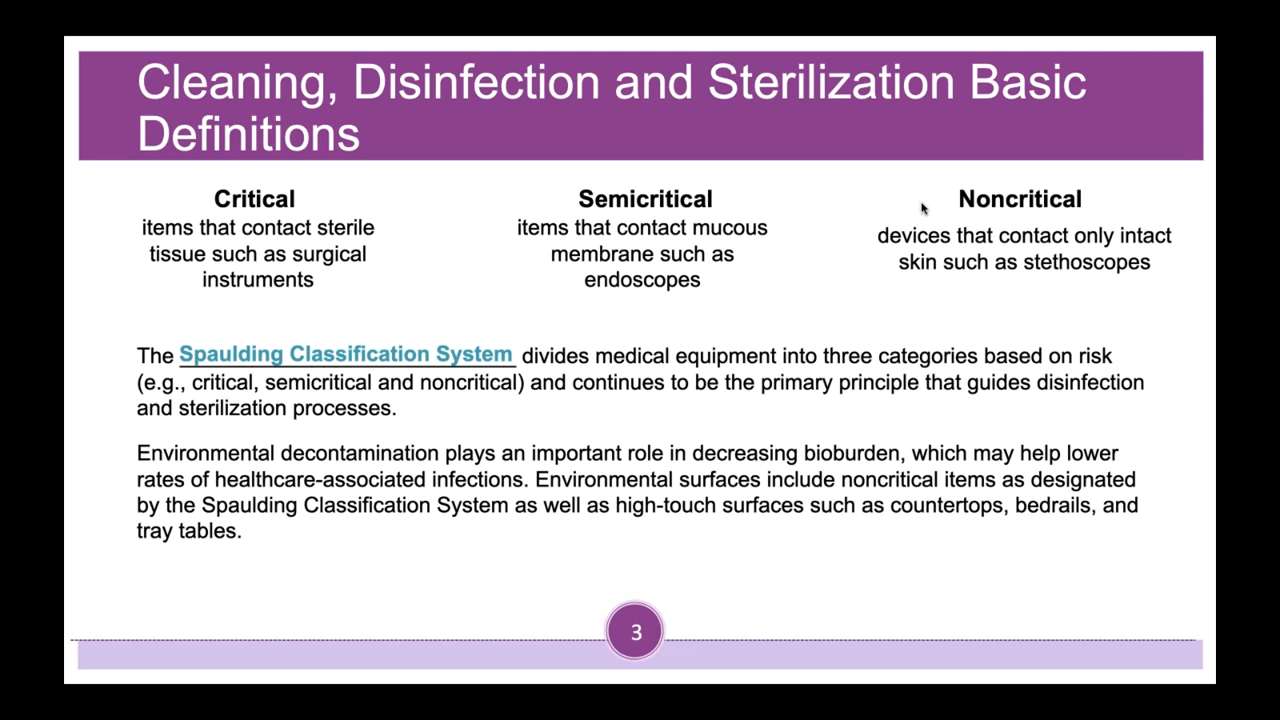 Cleaning, Disinfection and Sterilization Basic
Definitions
Critical
items that contact sterile
tissue such as surgical
instruments
Semicritical
items that contact mucous
membrane such as
endoscopes
Noncritical
devices that contact only intact
skin such as stethoscopes
The Spaulding Classification System divides medical equipment into three categories based on risk
(e.g., critical, semicritical and noncritical) and continues to be the primary principle that guides disinfection
and sterilization processes.
Environmental decontamination plays an important role in decreasing bioburden, which may help lower
rates of healthcare-associated infections. Environmental surfaces include noncritical items as designated
by the Spaulding Classification System as well as high-touch surfaces such as countertops, bedrails, and
tray tables.
3